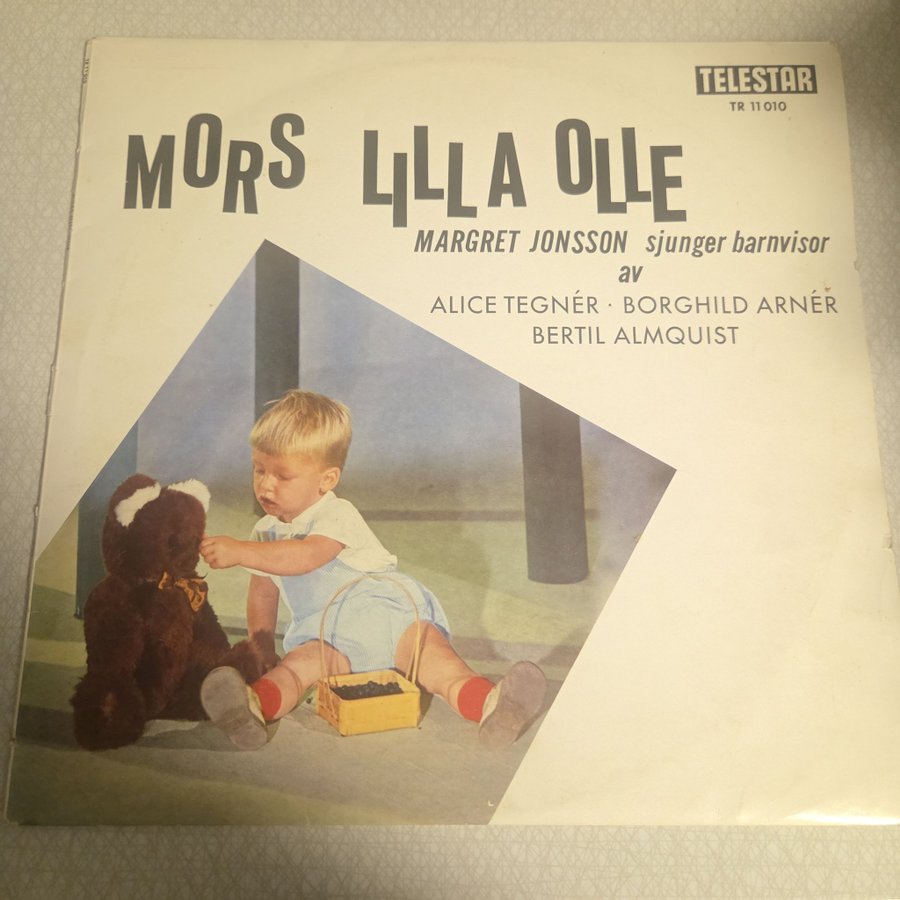 TELESTAR
TR 11 010
MORS LILLA OLLE
MARGRET JONSSON sjunger barnvisor
av
ALICE TEGNÉR · BORGHILD ARNÉR
BERTIL ALMQUIST